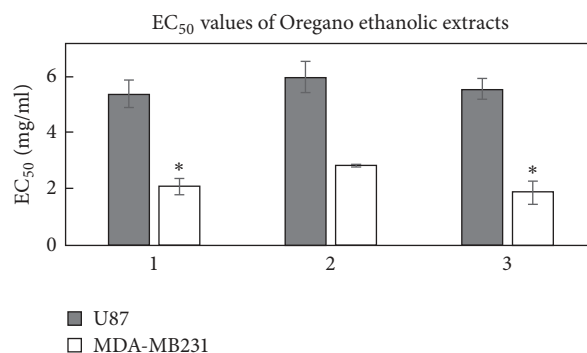 EC50 values of Oregano ethanolic extracts
EC50 (mg/ml)
6
4
2
0
*
*
1 2 3
U87
MDA-MB231